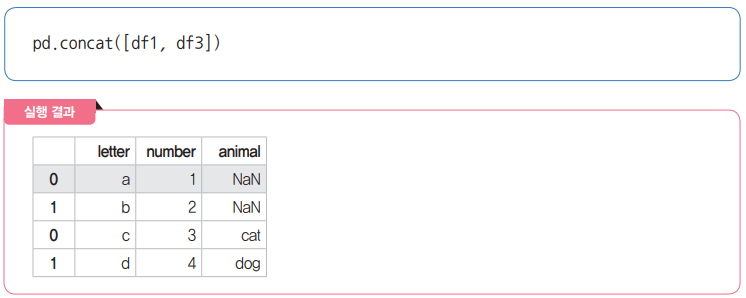 pd.concat([df1, df3])
실행 결과
letter number animal
0 a 1 NaN
1 b 2 NaN
0 c 3 cat
1 d 4 dog